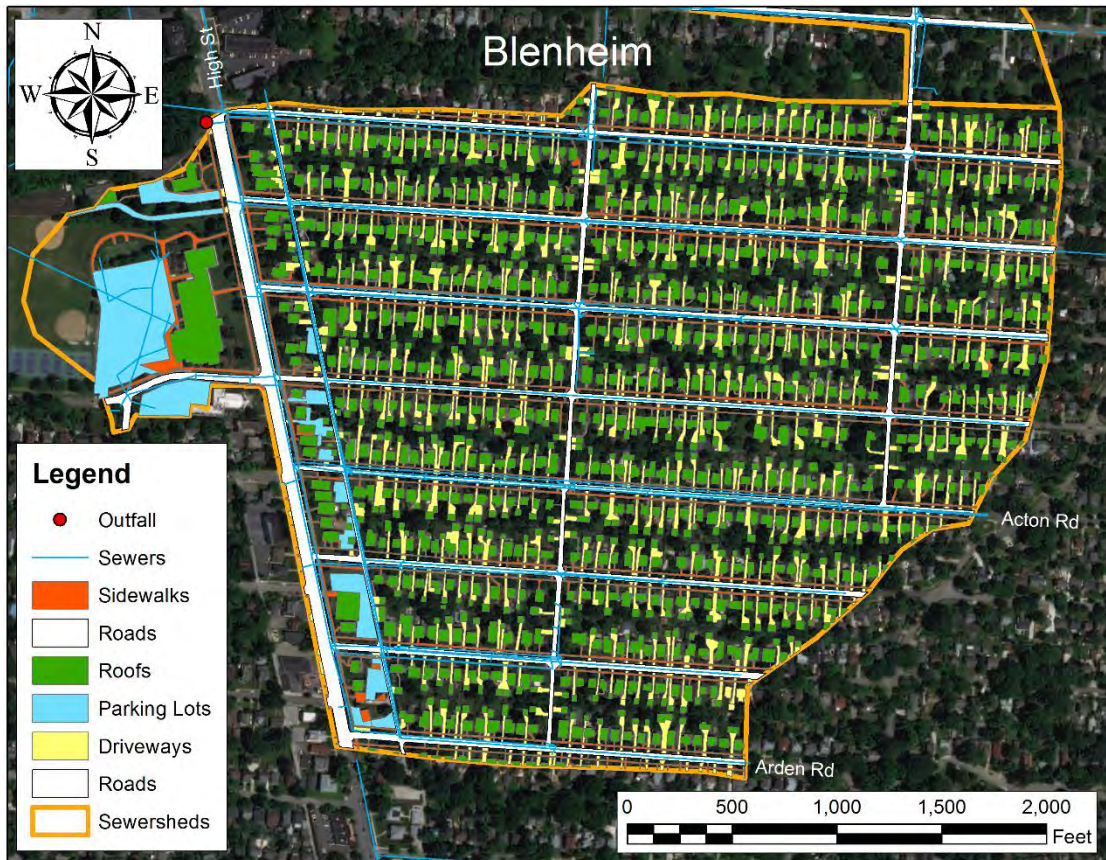 Blenheim
High St
N
W
E
S
Acton Rd
Arden Rd
Legend
Outfall
Sewers
Sidewalks
Roads
Roofs
Parking Lots
Driveways
Roads
Sewersheds
0 500 1,000 1,500 2,000
Feet